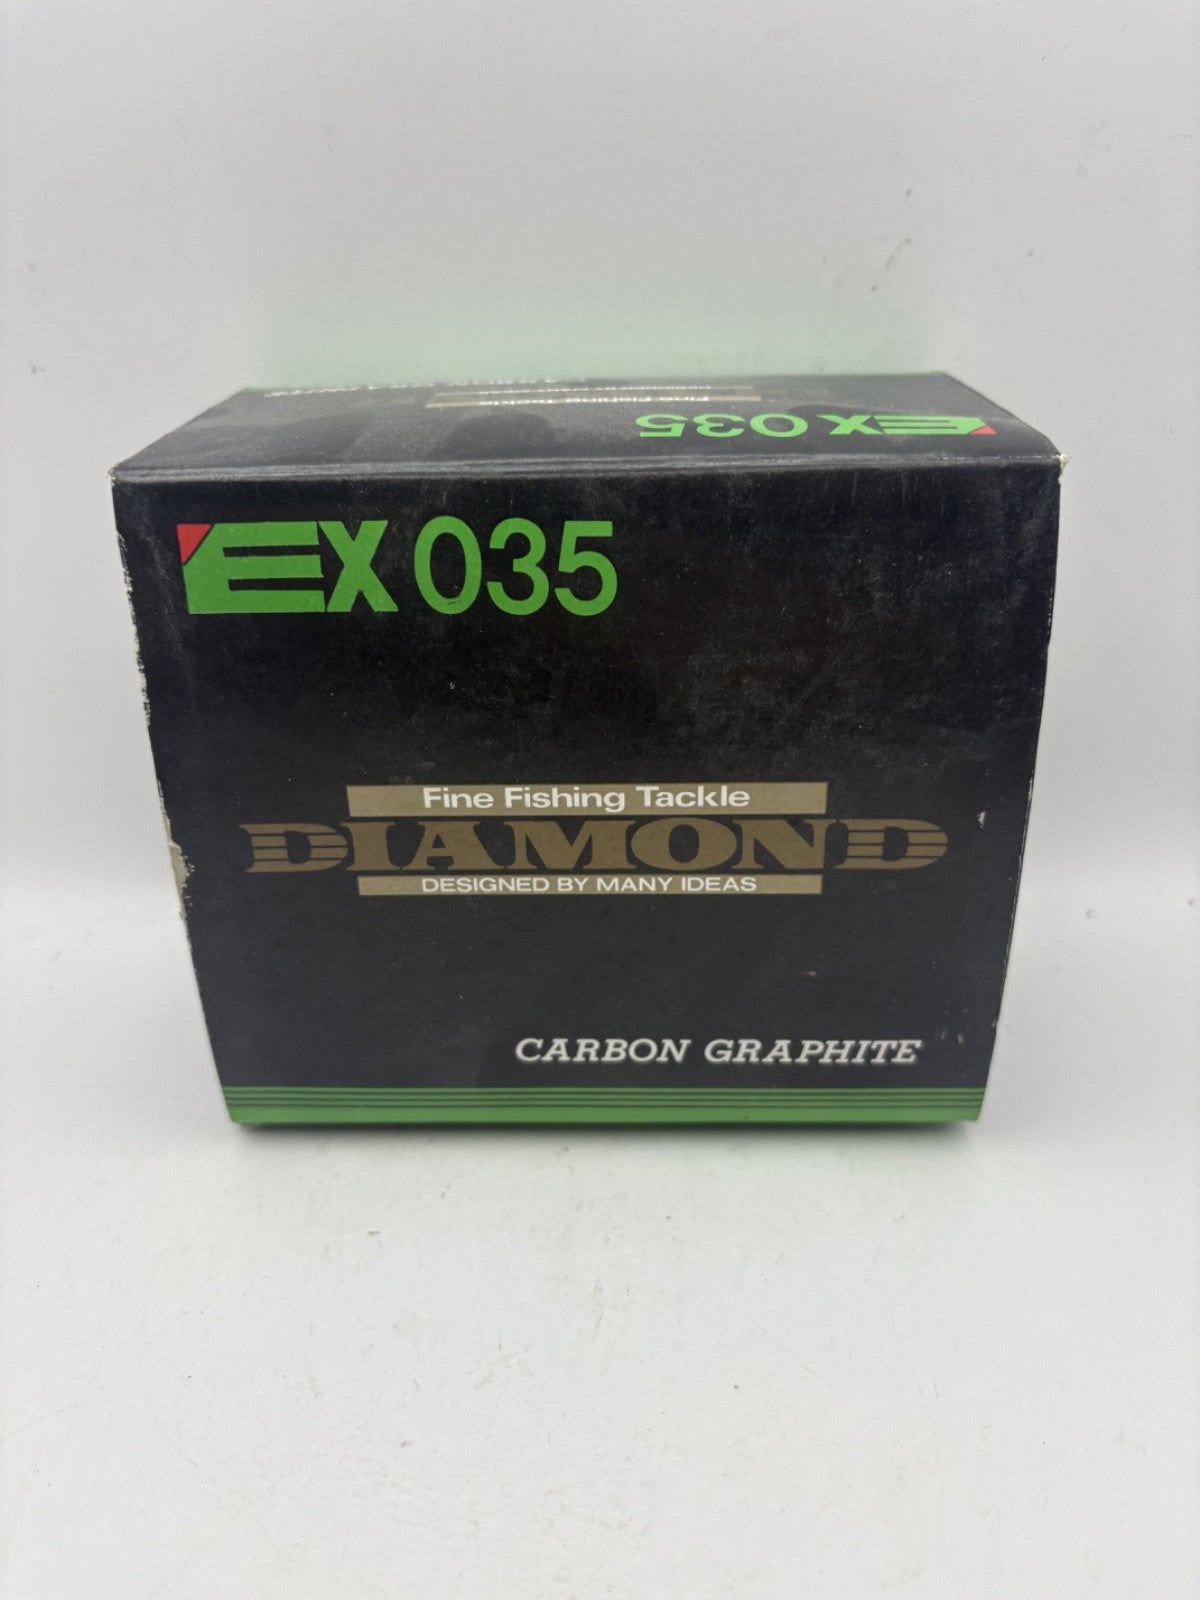 EX 035
EX 035
Fine Fishing Tackle
DIAMOND
DESIGNED BY MANY IDEAS
CARBON GRAPHITE